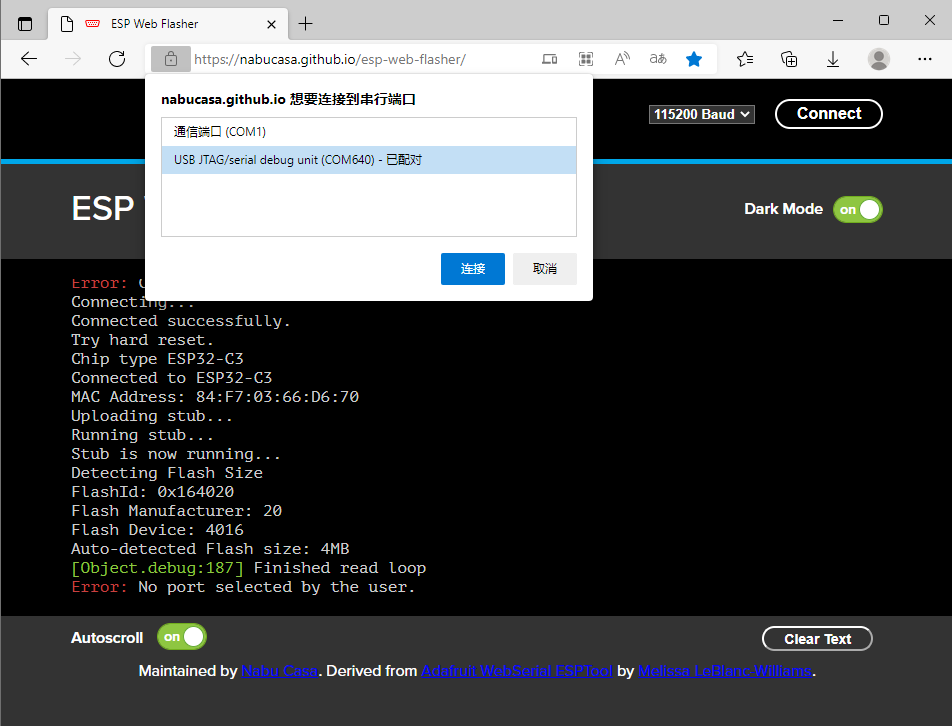 ESP Web Flasher
https://nabucasa.github.io/esp-web-flasher/
nabucasa.github.io 想要连接到串行端口
通信端口 (COM1)
USB JTAG/serial debug unit (COM640) - 已配对
连接 取消
115200 Baud Connect
ESP
Dark Mode on
Error:
Connecting...
Connected successfully.
Try hard reset.
Chip type ESP32-C3
Connected to ESP32-C3
MAC Address: 84:F7:03:66:D6:70
Uploading stub...
Running stub...
Stub is now running...
Detecting Flash Size
FlashId: 0x164020
Flash Manufacturer: 20
Flash Device: 4016
Auto-detected Flash size: 4MB
[Object.debug:187] Finished read loop
Error: No port selected by the user.
Autoscroll on Clear Text
Maintained by Nabu Casa. Derived from Adafruit WebSerial ESPTool by Melissa LeBlanc-Williams.